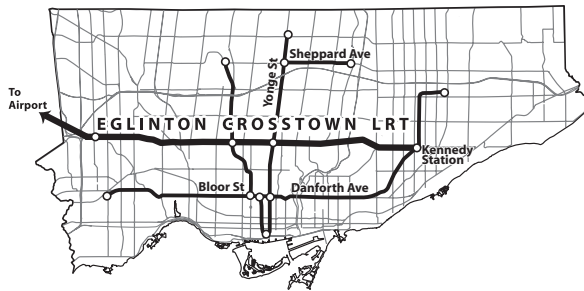 Sheppard Ave
Yonge St
To
Airport
EGLINTON CROSSTOWN LRT
Kennedy
Station
Bloor St
Danforth Ave